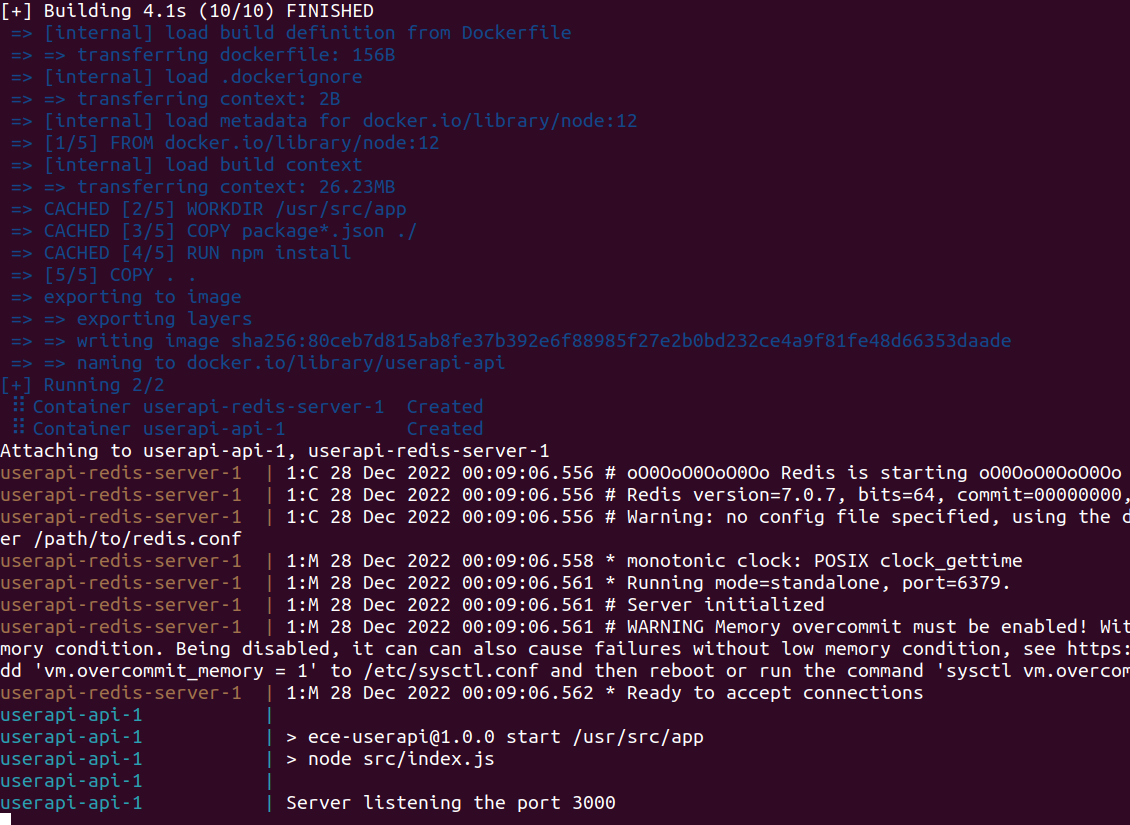 [+] Building 4.1s (10/10) FINISHED
=> [internal] load build definition from Dockerfile
=> => transferring dockerfile: 156B
=> [internal] load .dockerignore
=> => transferring context: 2B
=> [internal] load metadata for docker.io/library/node:12
=> [1/5] FROM docker.io/library/node:12
=> [internal] load build context
=> => transferring context: 26.23MB
=> CACHED [2/5] WORKDIR /usr/src/app
=> CACHED [3/5] COPY package*.json ./
=> CACHED [4/5] RUN npm install
=> [5/5] COPY . .
=> exporting to image
=> => exporting layers
=> => writing image sha256:80ceb7d815ab8fe37b392e6f88985f27e2b0bd232ce4a9f81fe48d66353daade
=> => naming to docker.io/library/userapi-api
[+] Running 2/2
⠿ Container userapi-redis-server-1  Created
⠿ Container userapi-api-1           Created
Attaching to userapi-api-1, userapi-redis-server-1
userapi-redis-server-1  | 1:C 28 Dec 2022 00:09:06.556 # oO0OoO0OoO0Oo Redis is starting oO0OoO0OoO0Oo
userapi-redis-server-1  | 1:C 28 Dec 2022 00:09:06.556 # Redis version=7.0.7, bits=64, commit=00000000,
userapi-redis-server-1  | 1:C 28 Dec 2022 00:09:06.556 # Warning: no config file specified, using the d
er /path/to/redis.conf
userapi-redis-server-1  | 1:M 28 Dec 2022 00:09:06.558 * monotonic clock: POSIX clock_gettime
userapi-redis-server-1  | 1:M 28 Dec 2022 00:09:06.561 * Running mode=standalone, port=6379.
userapi-redis-server-1  | 1:M 28 Dec 2022 00:09:06.561 # Server initialized
userapi-redis-server-1  | 1:M 28 Dec 2022 00:09:06.561 # WARNING Memory overcommit must be enabled! Wit
mory condition. Being disabled, it can can also cause failures without low memory condition, see https:
dd 'vm.overcommit_memory = 1' to /etc/sysctl.conf and then reboot or run the command 'sysctl vm.overcom
userapi-redis-server-1  | 1:M 28 Dec 2022 00:09:06.562 * Ready to accept connections
userapi-api-1           |
userapi-api-1           | > ece-userapi@1.0.0 start /usr/src/app
userapi-api-1           | > node src/index.js
userapi-api-1           |
userapi-api-1           | Server listening the port 3000